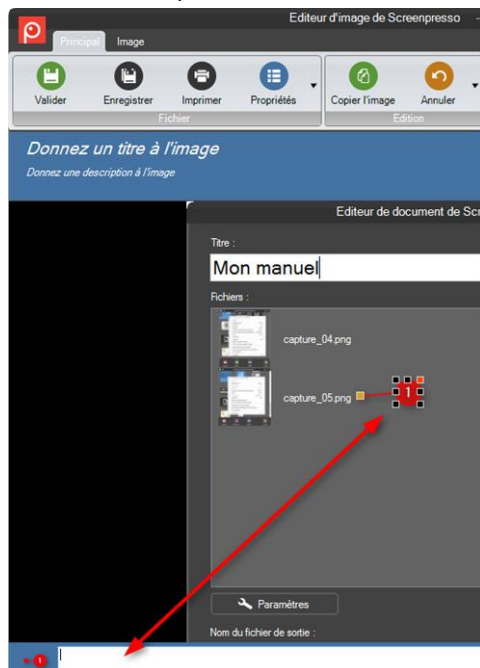 Editeur d'image de Screenpresso
Principal Image
Valider Enregistrer Imprimer Propriétés Copier l'image Annuler
Fichier Edition
Donnez un titre à l'image
Donnez une description à l'image
Editeur de document de Scr
Titre :
Mon manuel
Fichiers :
capture_04.png
capture_05.png 1
Paramètres
Nom du fichier de sortie :
1